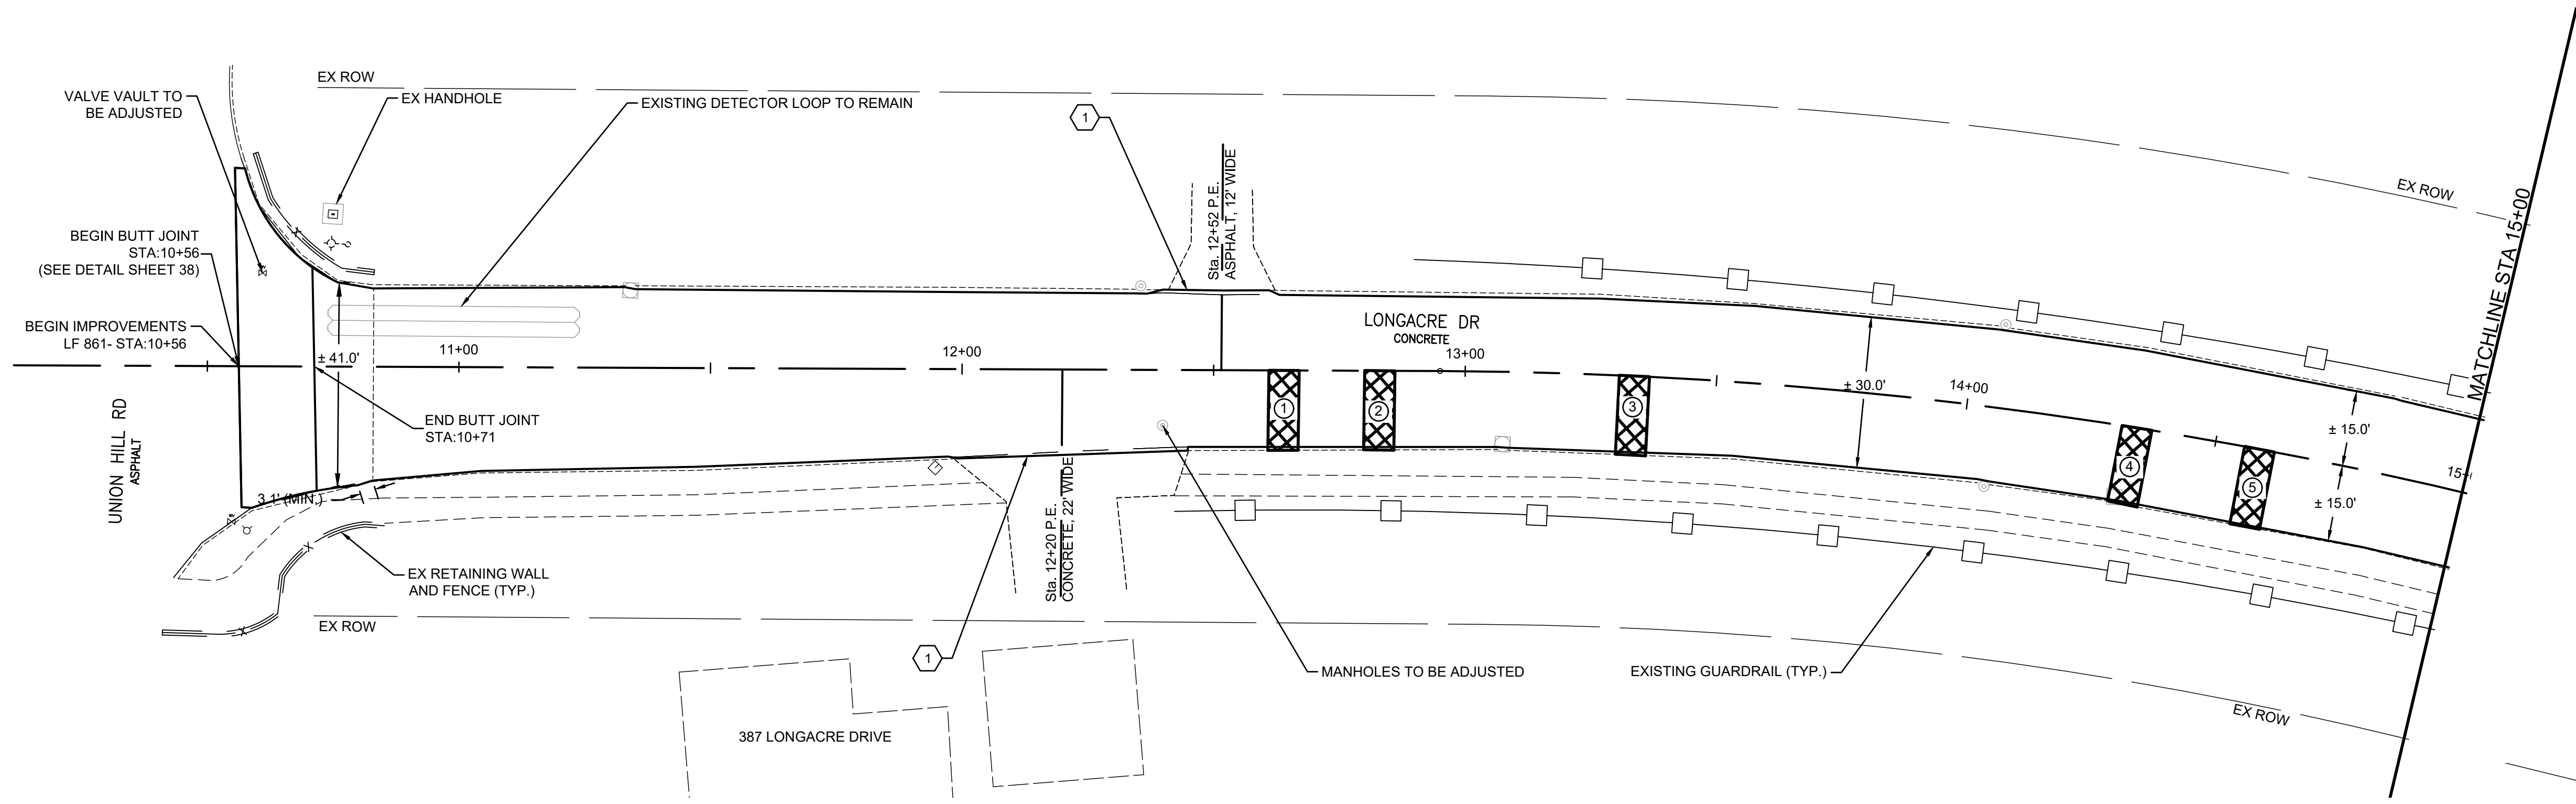 EX ROW
VALVE VAULT TO
BE ADJUSTED
EX HANDHOLE
EXISTING DETECTOR LOOP TO REMAIN
1
Sta. 12+52 P.E.
ASPHALT, 12' WIDE
EX ROW
MATCHLINE STA 15+00
BEGIN BUTT JOINT
STA:10+56
(SEE DETAIL SHEET 38)
BEGIN IMPROVEMENTS
LF 861- STA:10+56
± 41.0'
11+00
12+00
LONGACRE DR
CONCRETE
13+00
± 30.0'
14+00
± 15.0'
± 15.0'
15+
1
2
3
4
5
UNION HILL RD
ASPHALT
END BUTT JOINT
STA:10+71
3.1' (MIN.)
Sta. 12+20 P.E.
CONCRETE, 22' WIDE
EX RETAINING WALL
AND FENCE (TYP.)
EX ROW
1
MANHOLES TO BE ADJUSTED
EXISTING GUARDRAIL (TYP.)
EX ROW
387 LONGACRE DRIVE